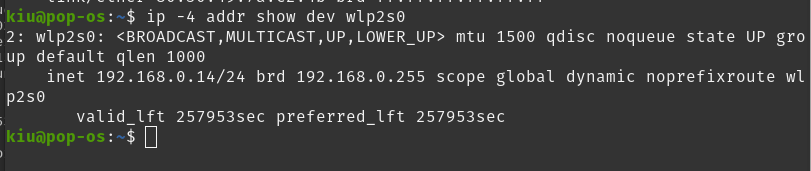 kiu@pop-os:~$ ip -4 addr show dev wlp2s0
2: wlp2s0: <BROADCAST,MULTICAST,UP,LOWER_UP> mtu 1500 qdisc noqueue state UP gro
up default qlen 1000
    inet 192.168.0.14/24 brd 192.168.0.255 scope global dynamic noprefixroute wl
p2s0
       valid_lft 257953sec preferred_lft 257953sec
kiu@pop-os:~$